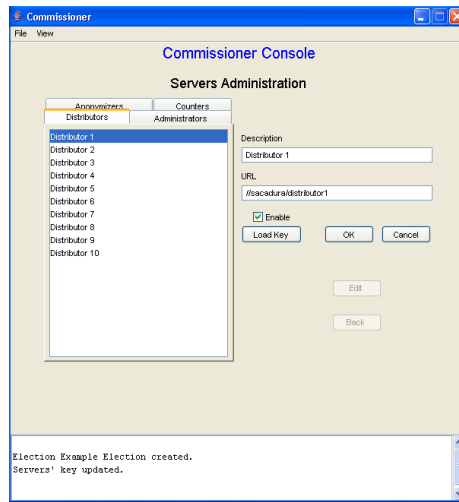 Commissioner
File View
Commissioner Console
Servers Administration
Anonymizers Counters
Distributors Administrators
Distributor 1
Distributor 2
Distributor 3
Distributor 4
Distributor 5
Distributor 6
Distributor 7
Distributor 8
Distributor 9
Distributor 10
Description
Distributor 1
URL
//sacadura/distributor1
Enable
Load Key OK Cancel
Edit
Back
Election Example Election created.
Servers' key updated.